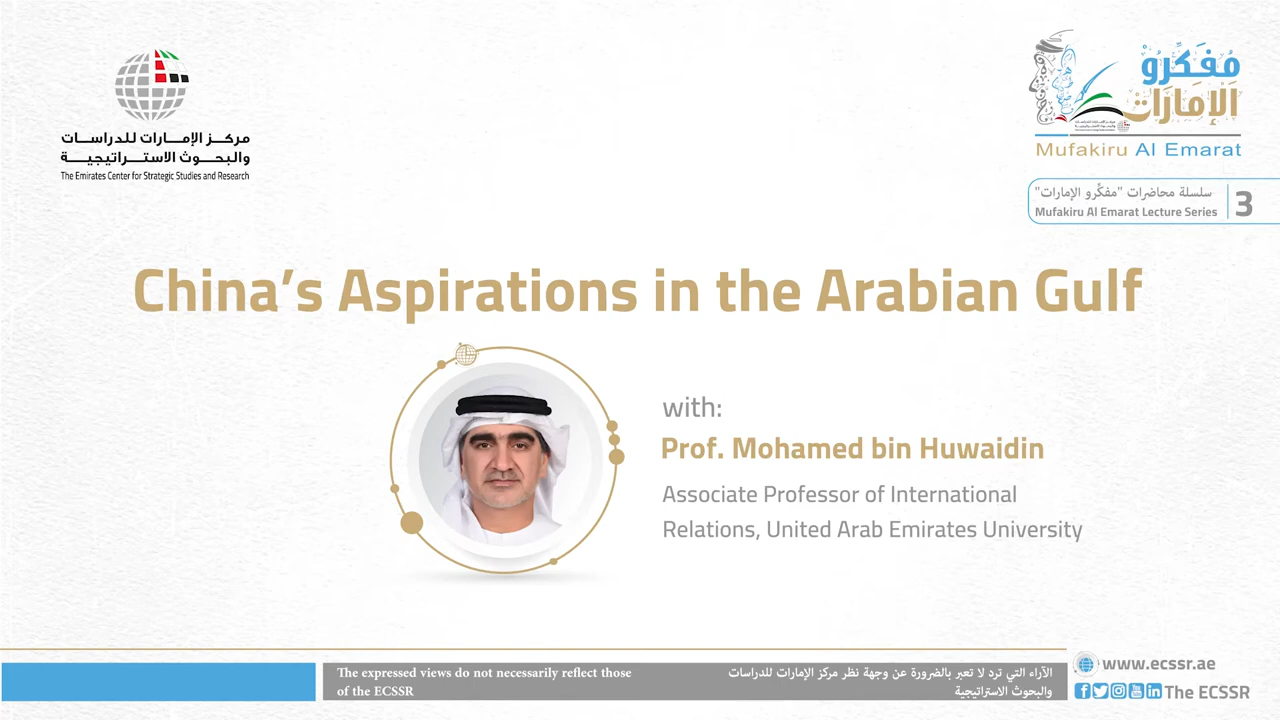 مركز الإمارات للدراسات
والبحوث الاستراتيجية
The Emirates Center for Strategic Studies and Research
مُفَكِّرُو
الإِمَارَات
Mufakiru Al Emarat
سلسلة محاضرات "مفكِّرو الإمارات"
Mufakiru Al Emarat Lecture Series
3
China’s Aspirations in the Arabian Gulf
with:
Prof. Mohamed bin Huwaidin
Associate Professor of International
Relations, United Arab Emirates University
The expressed views do not necessarily reflect those
of the ECSSR
الآراء التي ترد لا تعبر بالضرورة عن وجهة نظر مركز الإمارات للدراسات
والبحوث الاستراتيجية
www.ecssr.ae
The ECSSR